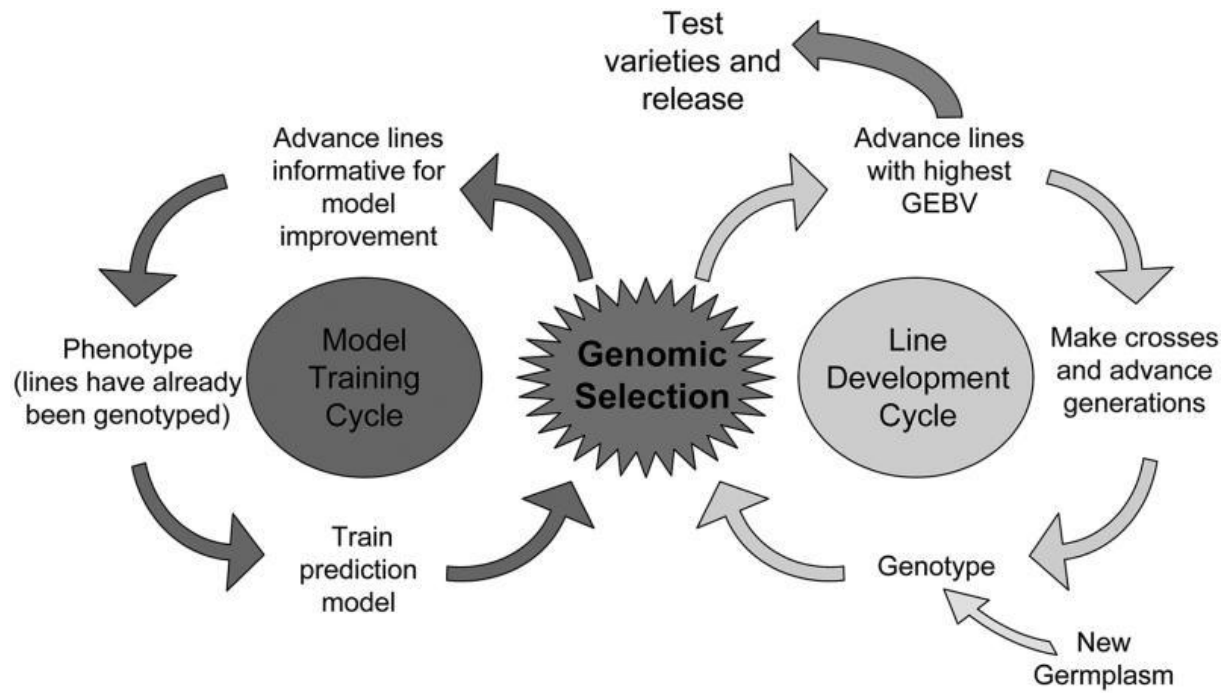 Test
varieties and
release
Advance lines
informative for
model
improvement
Advance lines
with highest
GEBV
Phenotype
(lines have already
been genotyped)
Model
Training
Cycle
Genomic
Selection
Line
Development
Cycle
Make crosses
and advance
generations
Train
prediction
model
Genotype
New
Germplasm